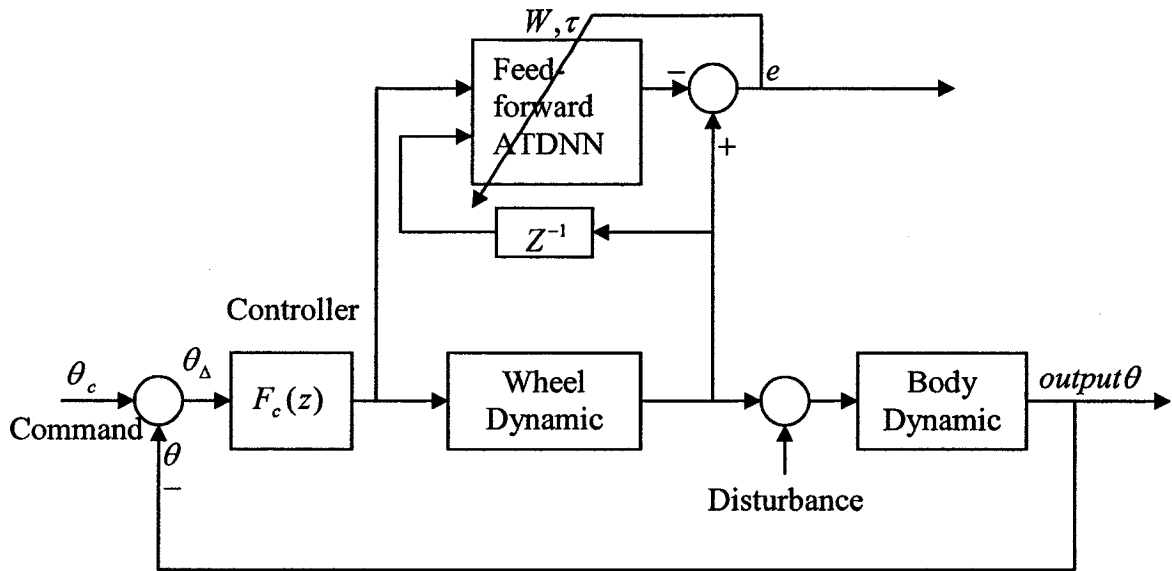 W, τ
Feed-
forward
ATDNN
−
e
+
Z⁻¹
Controller
θ_c
θ_Δ
F_c(z)
Wheel
Dynamic
Body
Dynamic
output θ
Command
θ
−
Disturbance